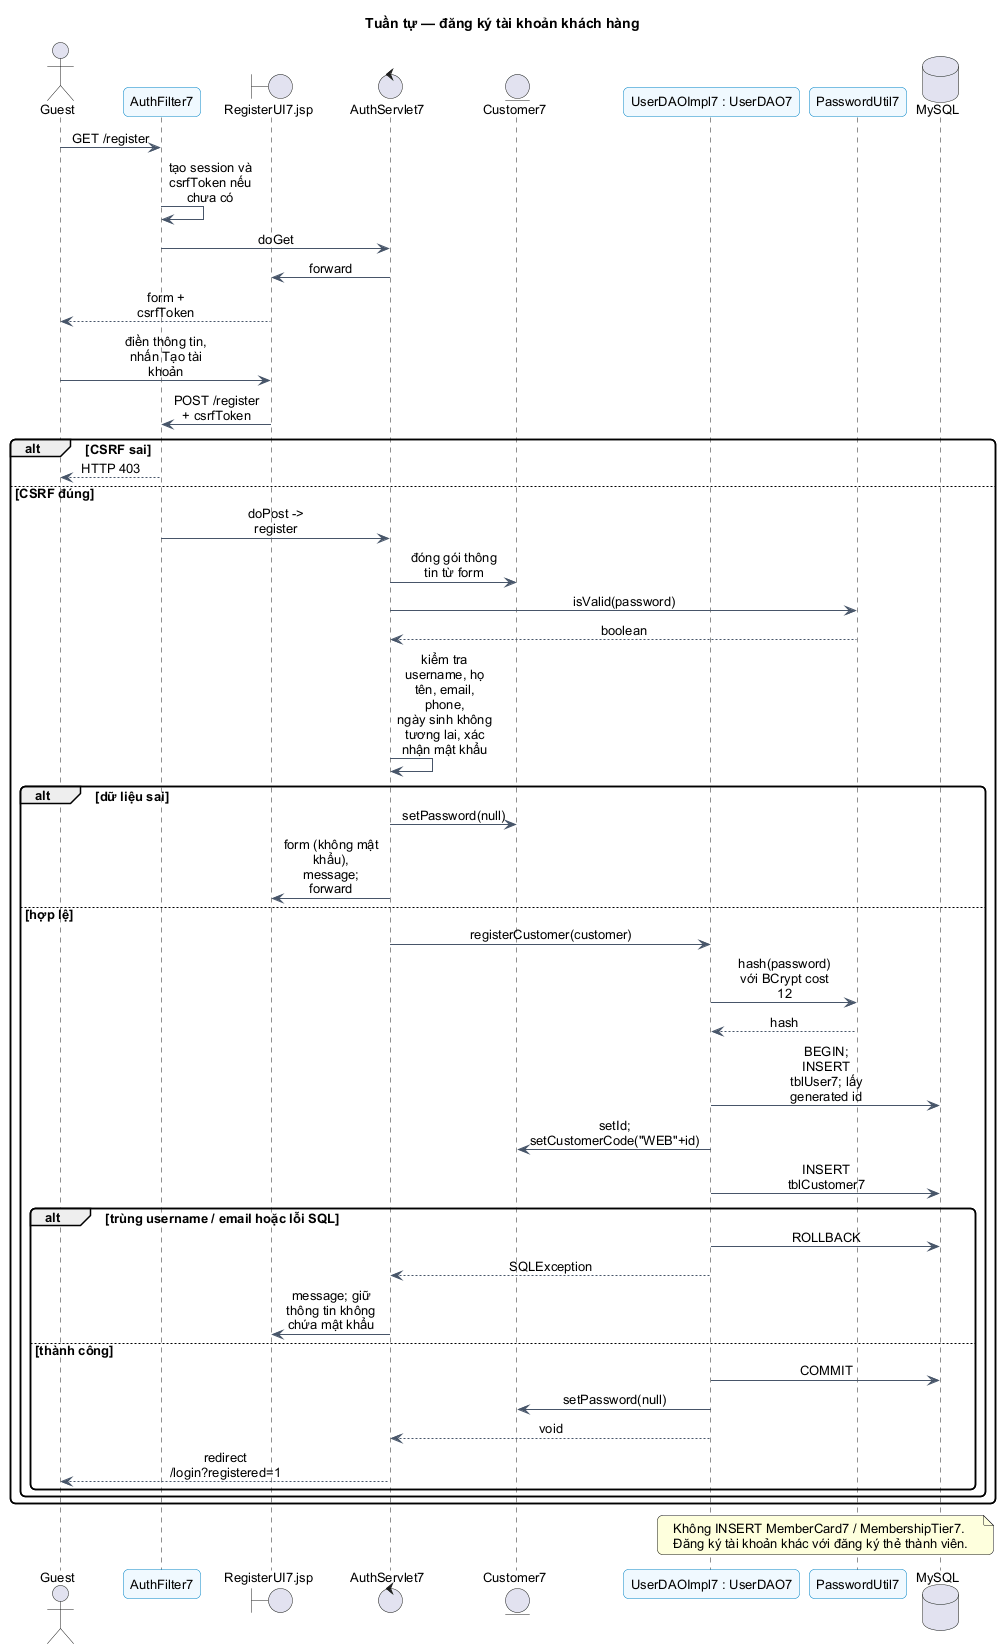 Tuần tự — đăng ký tài khoản khách hàng
Guest
AuthFilter7
RegisterUI7.jsp
AuthServlet7
Customer7
UserDAOImpl7 : UserDAO7
PasswordUtil7
MySQL
GET /register
tạo session và
csrfToken nếu
chưa có
doGet
forward
form +
csrfToken
điền thông tin,
nhấn Tạo tài
khoản
POST /register
+ csrfToken
alt
[CSRF sai]
HTTP 403
[CSRF đúng]
doPost ->
register
đóng gói thông
tin từ form
isValid(password)
boolean
kiểm tra
username, họ
tên, email,
phone,
ngày sinh không
tương lai, xác
nhận mật khẩu
alt
[dữ liệu sai]
setPassword(null)
form (không mật
khẩu),
message;
forward
[hợp lệ]
registerCustomer(customer)
hash(password)
với BCrypt cost
12
hash
BEGIN;
INSERT
tblUser7; lấy
generated id
setId;
setCustomerCode("WEB"+id)
INSERT
tblCustomer7
alt
[trùng username / email hoặc lỗi SQL]
ROLLBACK
SQLException
message; giữ
thông tin không
chứa mật khẩu
[thành công]
COMMIT
setPassword(null)
void
redirect
/login?registered=1
Không INSERT MemberCard7 / MembershipTier7.
Đăng ký tài khoản khác với đăng ký thẻ thành viên.
Guest
AuthFilter7
RegisterUI7.jsp
AuthServlet7
Customer7
UserDAOImpl7 : UserDAO7
PasswordUtil7
MySQL